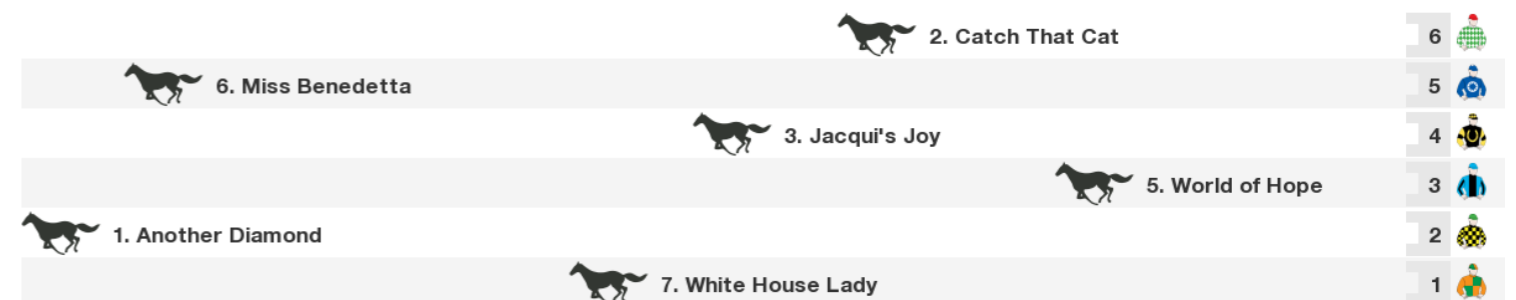 2. Catch That Cat 6
6. Miss Benedetta 5
3. Jacqui's Joy 4
5. World of Hope 3
1. Another Diamond 2
7. White House Lady 1